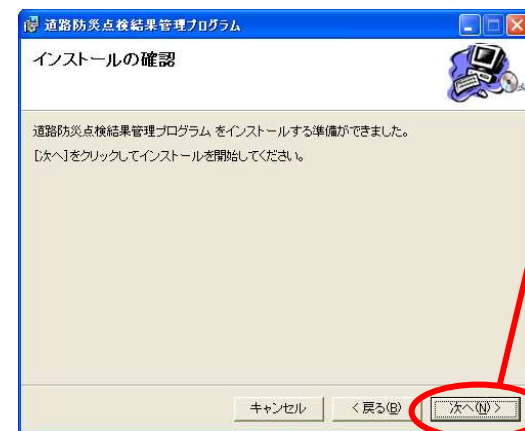 道路防災点検結果管理プログラム
インストールの確認
道路防災点検結果管理プログラム をインストールする準備ができました。
[次へ]をクリックしてインストールを開始してください。
キャンセル
< 戻る(B)
次へ(N) >